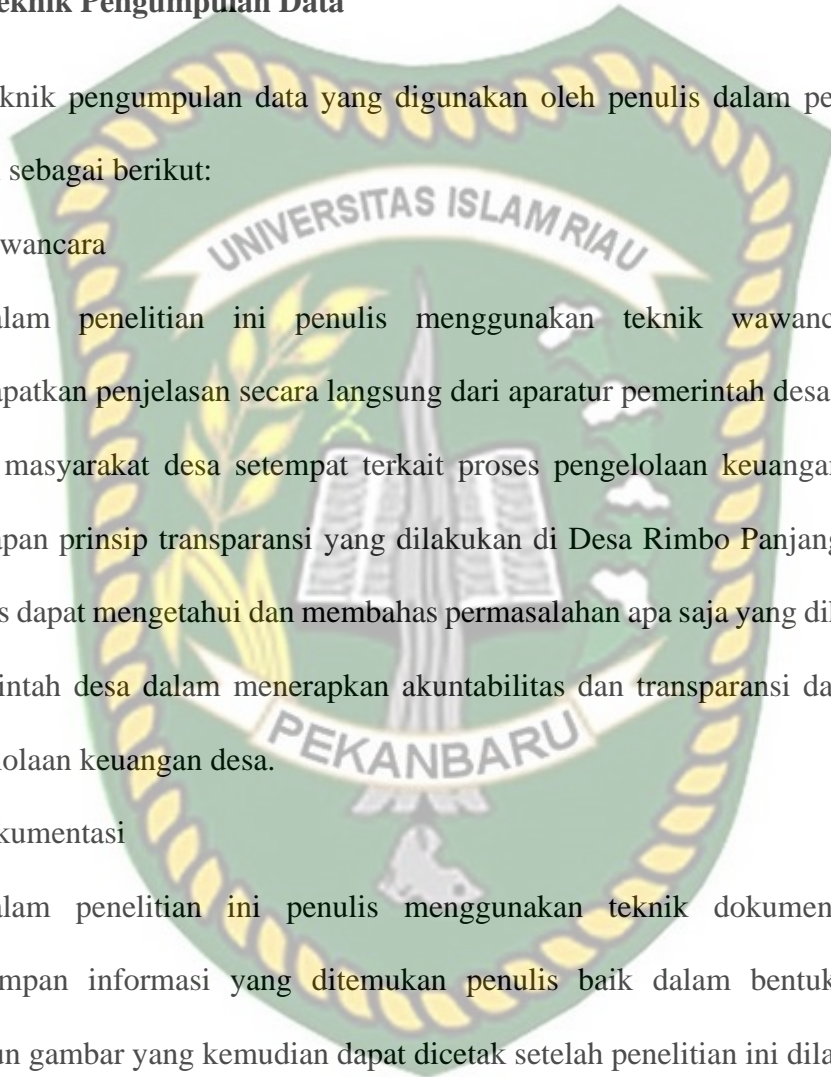 eknik Pengumpulan Data
knik pengumpulan data yang digunakan oleh penulis dalam pe
sebagai berikut:
UNIVERSITAS ISLAM RIAU
wancara
alam penelitian ini penulis menggunakan teknik wawanc
apatkan penjelasan secara langsung dari aparatur pemerintah desa
masyarakat desa setempat terkait proses pengelolaan keuangan
apan prinsip transparansi yang dilakukan di Desa Rimbo Panjang
s dapat mengetahui dan membahas permasalahan apa saja yang di
intah desa dalam menerapkan akuntabilitas dan transparansi da
PEKANBARU
lolaan keuangan desa.
kumentasi
alam penelitian ini penulis menggunakan teknik dokumen
mpan informasi yang ditemukan penulis baik dalam bentuk
un gambar yang kemudian dapat dicetak setelah penelitian ini dila